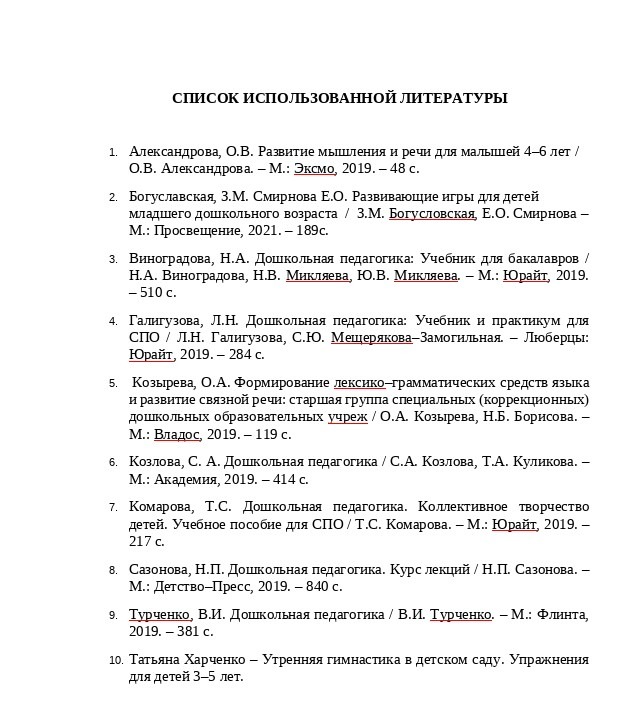 СПИСОК ИСПОЛЬЗОВАННОЙ ЛИТЕРАТУРЫ
1. Александрова, О.В. Развитие мышления и речи для малышей 4–6 лет /
О.В. Александрова. – М.: Эксмо, 2019. – 48 с.
2. Богуславская, З.М. Смирнова Е.О. Развивающие игры для детей
младшего дошкольного возраста / З.М. Богусловская, Е.О. Смирнова –
М.: Просвещение, 2021. – 189с.
3. Виноградова, Н.А. Дошкольная педагогика: Учебник для бакалавров /
Н.А. Виноградова, Н.В. Микляева, Ю.В. Микляева. – М.: Юрайт, 2019.
– 510 с.
4. Галигузова, Л.Н. Дошкольная педагогика: Учебник и практикум для
СПО / Л.Н. Галигузова, С.Ю. Мещерякова–Замогильная. – Люберцы:
Юрайт, 2019. – 284 с.
5. Козырева, О.А. Формирование лексико–грамматических средств языка
и развитие связной речи: старшая группа специальных (коррекционных)
дошкольных образовательных учреж / О.А. Козырева, Н.Б. Борисова. –
М.: Владос, 2019. – 119 с.
6. Козлова, С. А. Дошкольная педагогика / С.А. Козлова, Т.А. Куликова. –
М.: Академия, 2019. – 414 с.
7. Комарова, Т.С. Дошкольная педагогика. Коллективное творчество
детей. Учебное пособие для СПО / Т.С. Комарова. – М.: Юрайт, 2019. –
217 с.
8. Сазонова, Н.П. Дошкольная педагогика. Курс лекций / Н.П. Сазонова. –
М.: Детство–Пресс, 2019. – 840 с.
9. Турченко, В.И. Дошкольная педагогика / В.И. Турченко. – М.: Флинта,
2019. – 381 с.
10. Татьяна Харченко – Утренняя гимнастика в детском саду. Упражнения
для детей 3–5 лет.